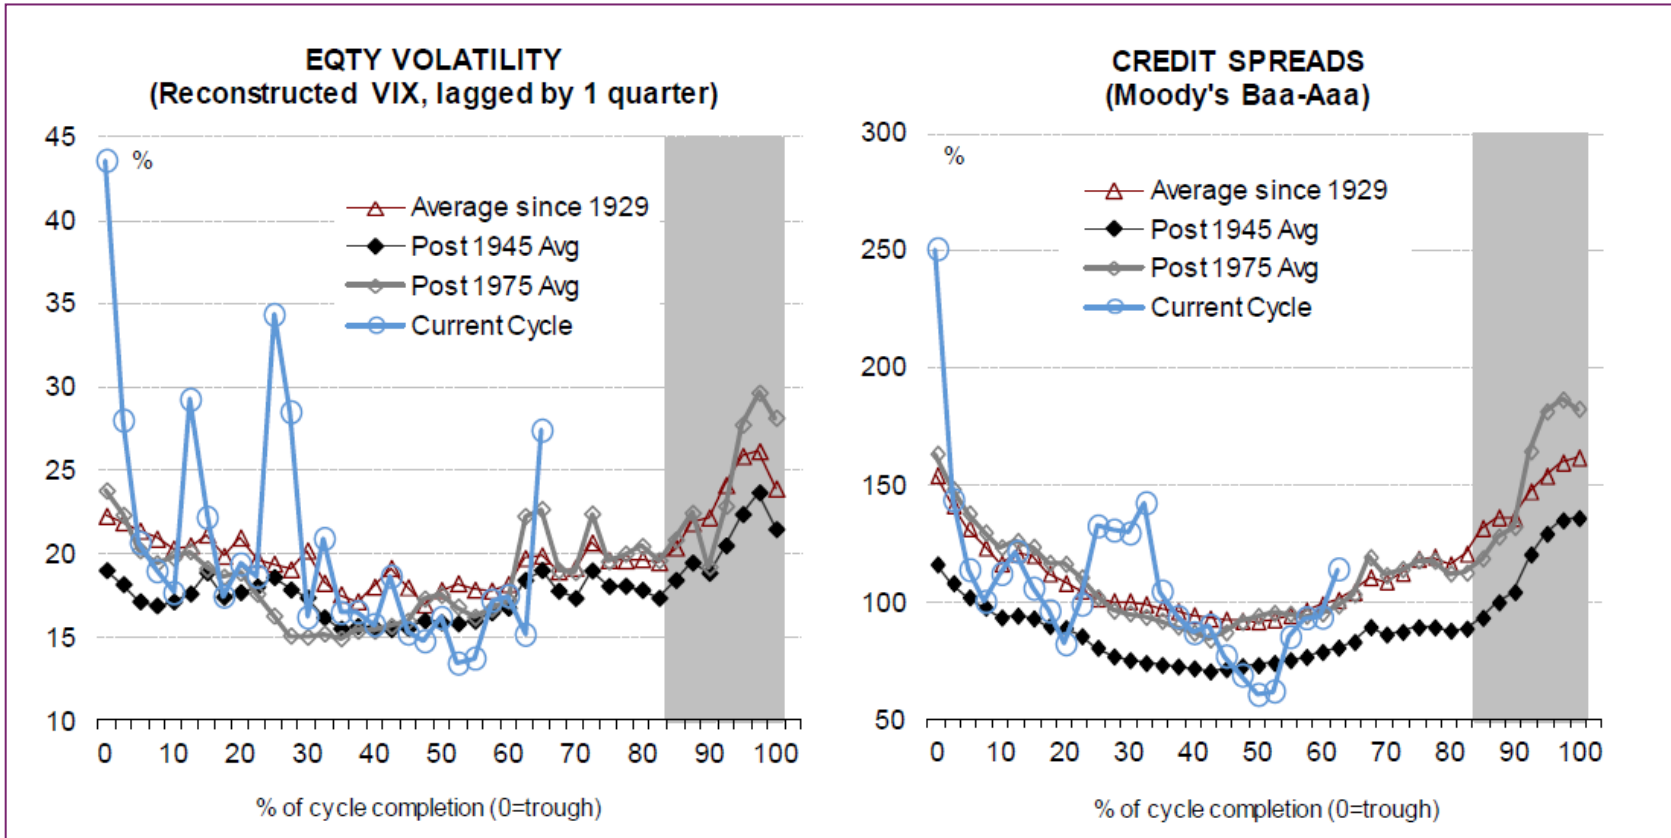 EQTY VOLATILITY
(Reconstructed VIX, lagged by 1 quarter)
45
%
40
35
30
25
20
15
10
Average since 1929
Post 1945 Avg
Post 1975 Avg
Current Cycle
0 10 20 30 40 50 60 70 80 90 100
% of cycle completion (0=trough)
CREDIT SPREADS
(Moody's Baa-Aaa)
300
%
250
200
150
100
50
Average since 1929
Post 1945 Avg
Post 1975 Avg
Current Cycle
0 10 20 30 40 50 60 70 80 90 100
% of cycle completion (0=trough)